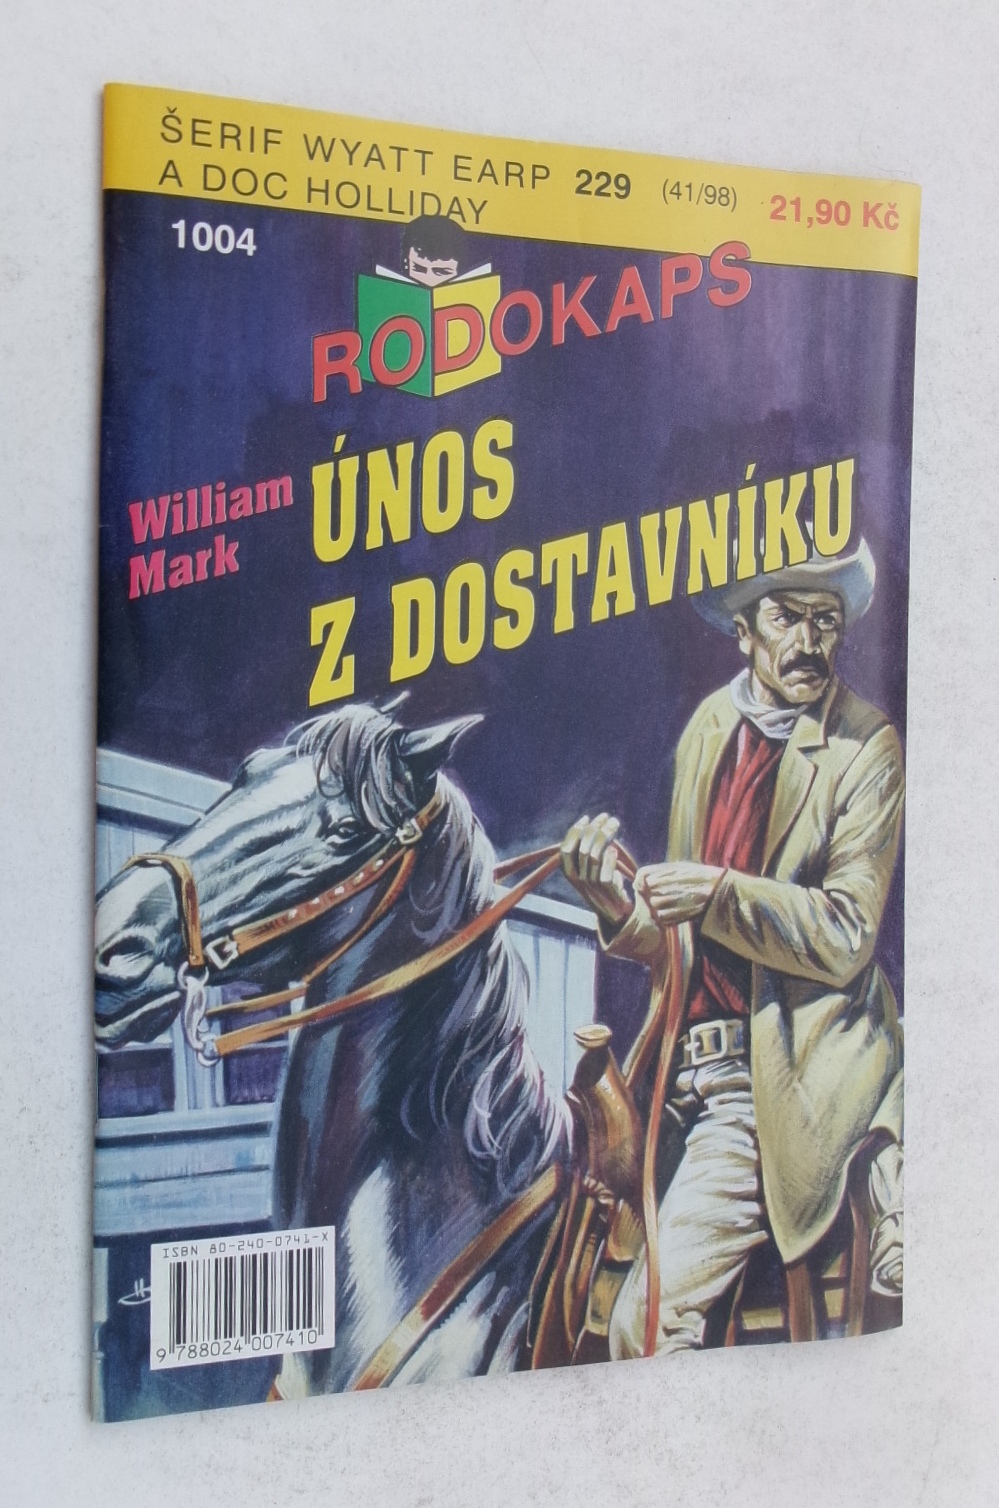 ŠERIF WYATT EARP 229 (41/98) 21,90 Kč
A DOC HOLLIDAY
1004
RODOKAPS
William
Mark
ÚNOS
Z DOSTAVNÍKU
ISBN 80-240-0741-X
9 788024 007410